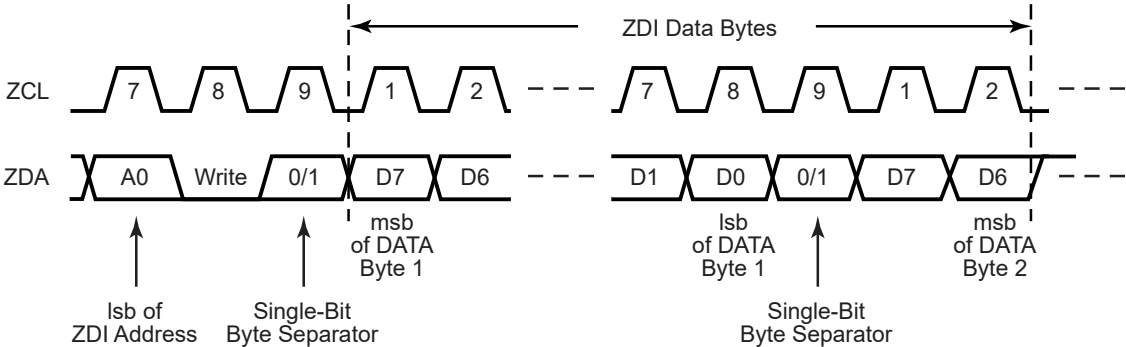 ZDI Data Bytes
ZCL 7 8 9 1 2 7 8 9 1 2
ZDA A0 Write 0/1 D7 D6 D1 D0 0/1 D7 D6
msb
of DATA
Byte 1
lsb
of DATA
Byte 1
msb
of DATA
Byte 2
lsb of
ZDI Address
Single-Bit
Byte Separator
Single-Bit
Byte Separator